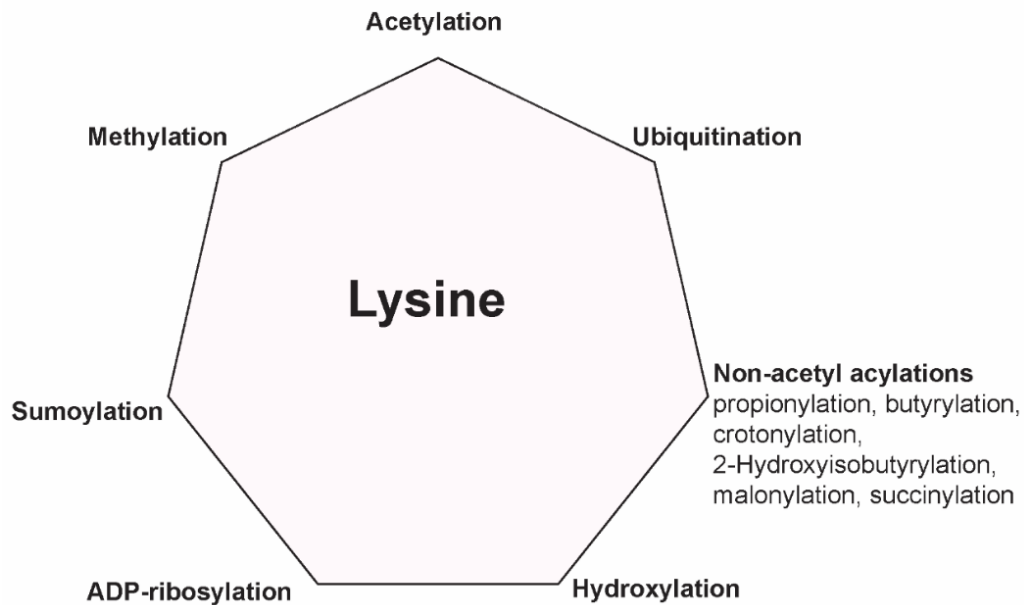 Acetylation
Methylation
Ubiquitination
Lysine
Non-acetyl acylations
propionylation, butyrylation,
crotonylation,
2-Hydroxyisobutyrylation,
malonylation, succinylation
Sumoylation
ADP-ribosylation
Hydroxylation